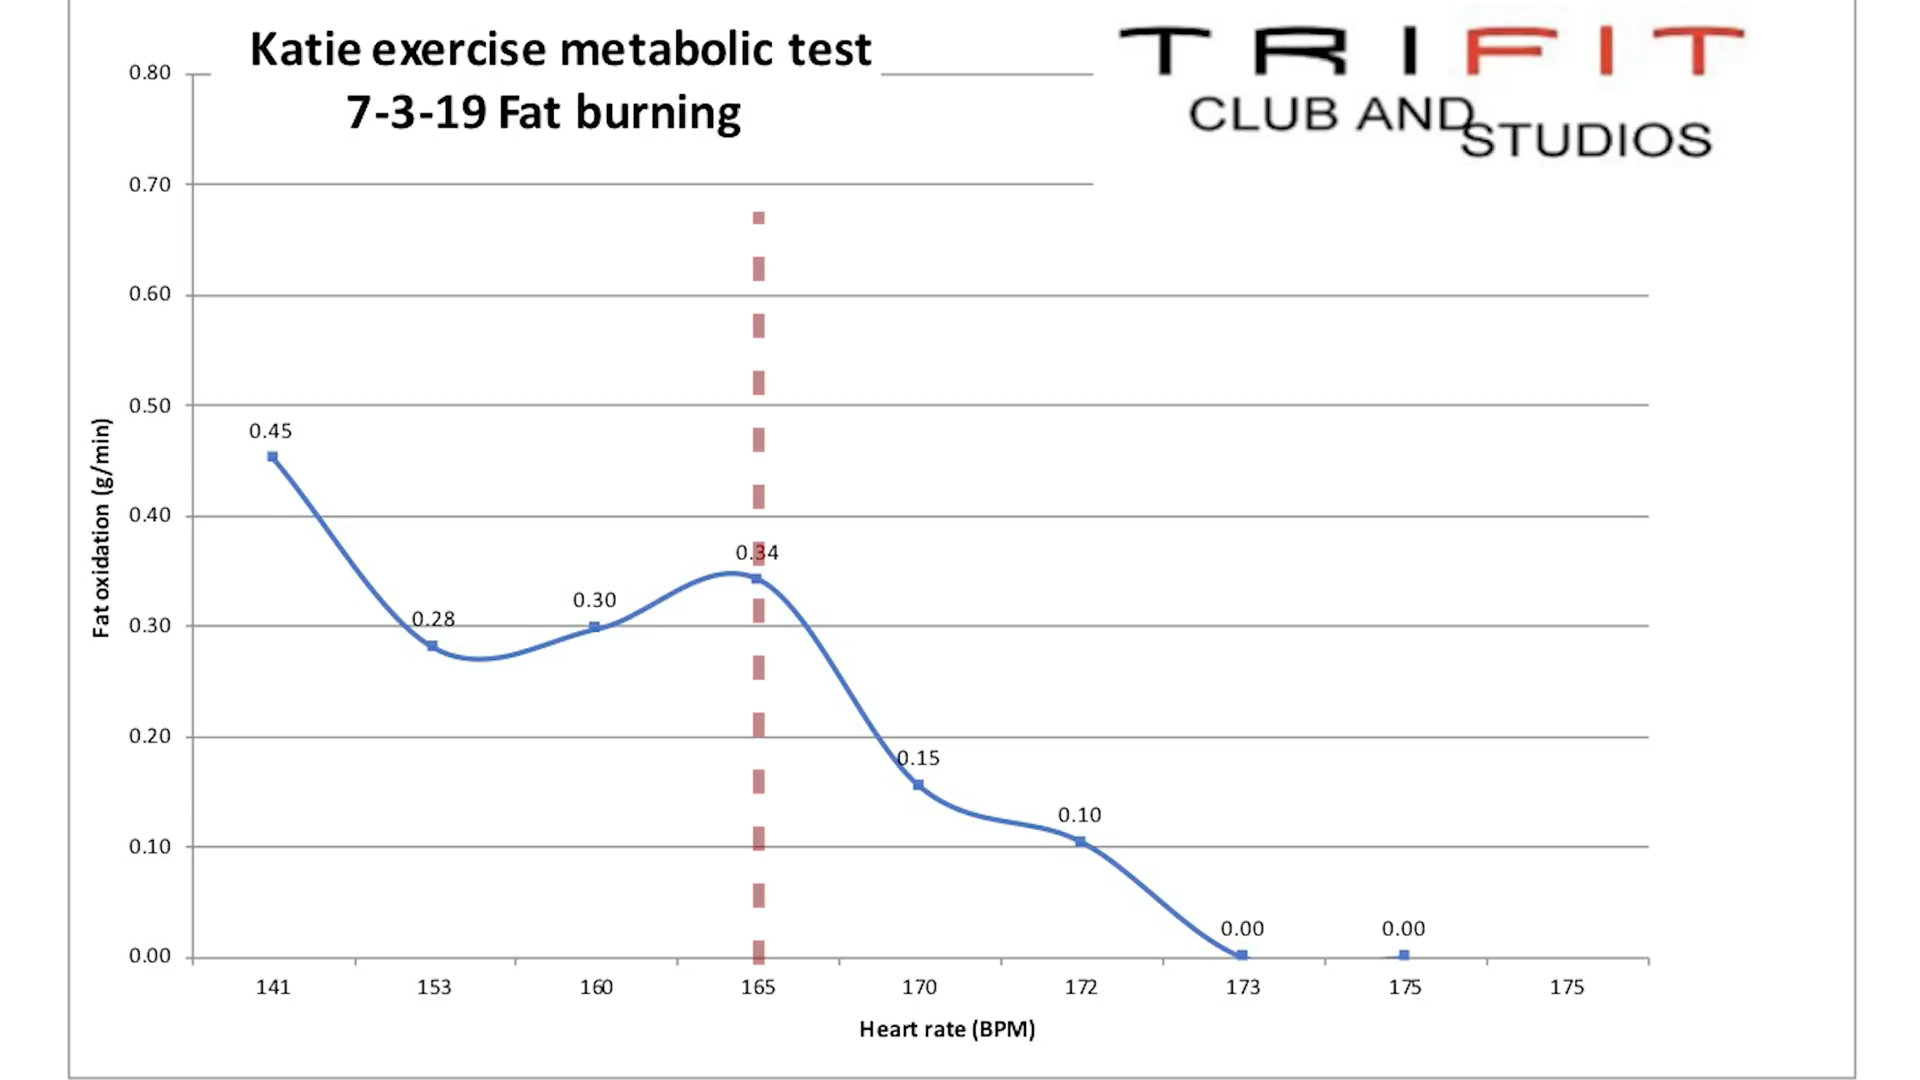 Katie exercise metabolic test
7-3-19 Fat burning
TRIFIT
CLUB AND STUDIOS
0.80
0.70
0.60
0.50
0.40
0.30
0.20
0.10
0.00
Fat oxidation (g/min)
0.45
0.28
0.30
0.34
0.15
0.10
0.00
0.00
141 153 160 165 170 172 173 175 175
Heart rate (BPM)